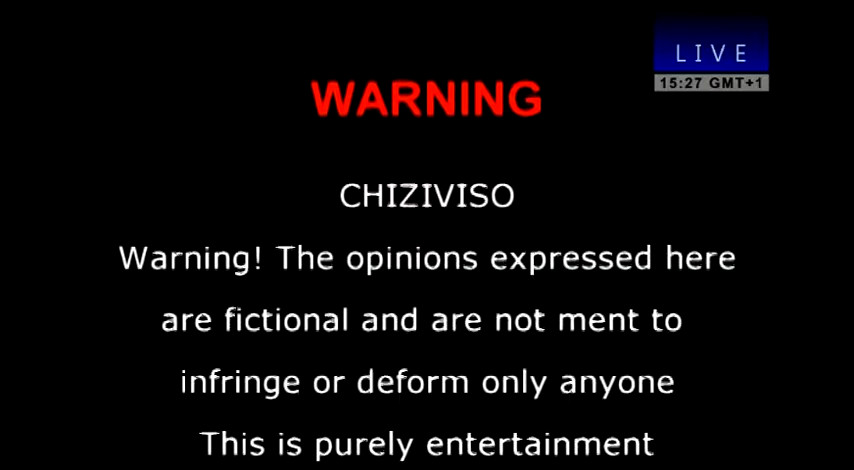 LIVE
15:27 GMT+1
WARNING
CHIZIVISO
Warning! The opinions expressed here
are fictional and are not ment to
infringe or deform only anyone
This is purely entertainment